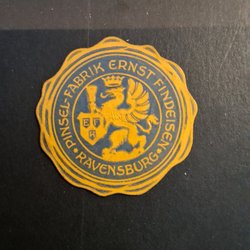 PINSEL-FABRIK ERNST FINDEISEN
• RAVENSBURG •
E F
R